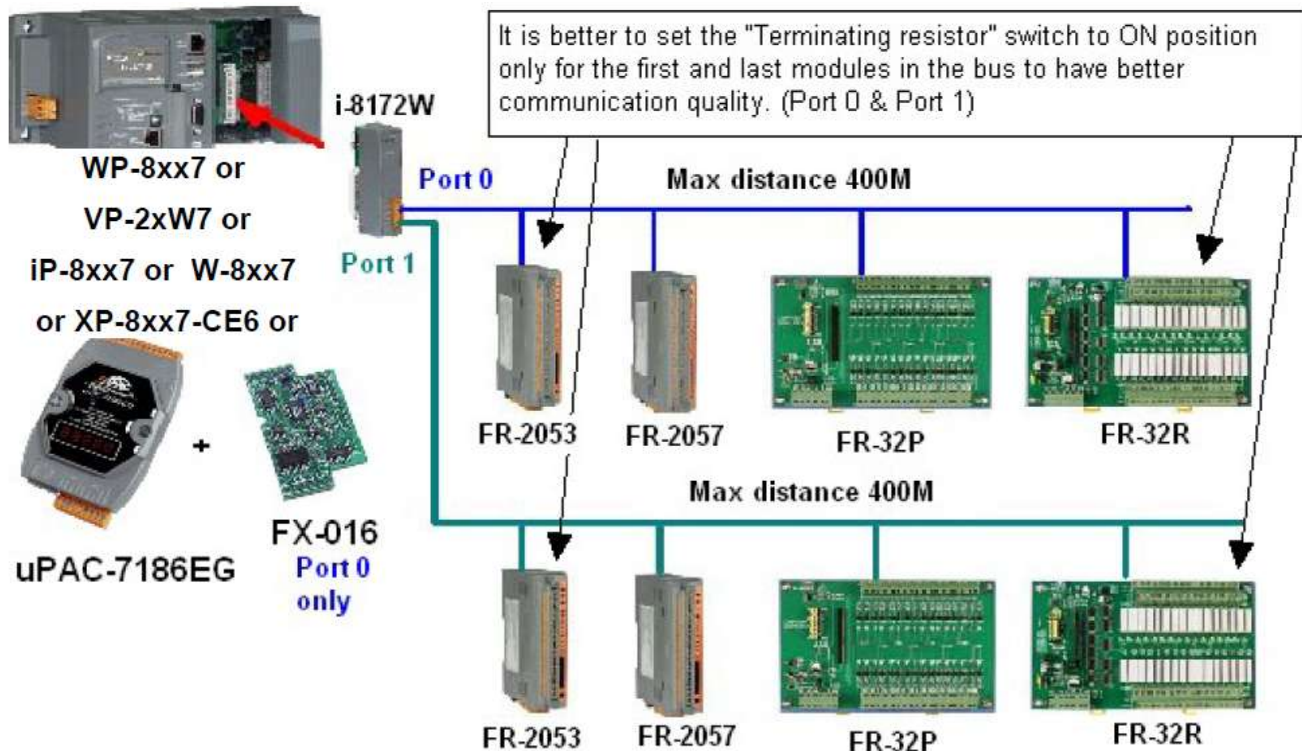 It is better to set the "Terminating resistor" switch to ON position
only for the first and last modules in the bus to have better
communication quality. (Port 0 & Port 1)
i-8172W
WP-8xx7 or
VP-2xW7 or
iP-8xx7 or W-8xx7
or XP-8xx7-CE6 or
Port 0
Max distance 400M
Port 1
FR-2053
FR-2057
FR-32P
FR-32R
+
uPAC-7186EG
FX-016
Port 0
only
Max distance 400M
FR-2053
FR-2057
FR-32P
FR-32R